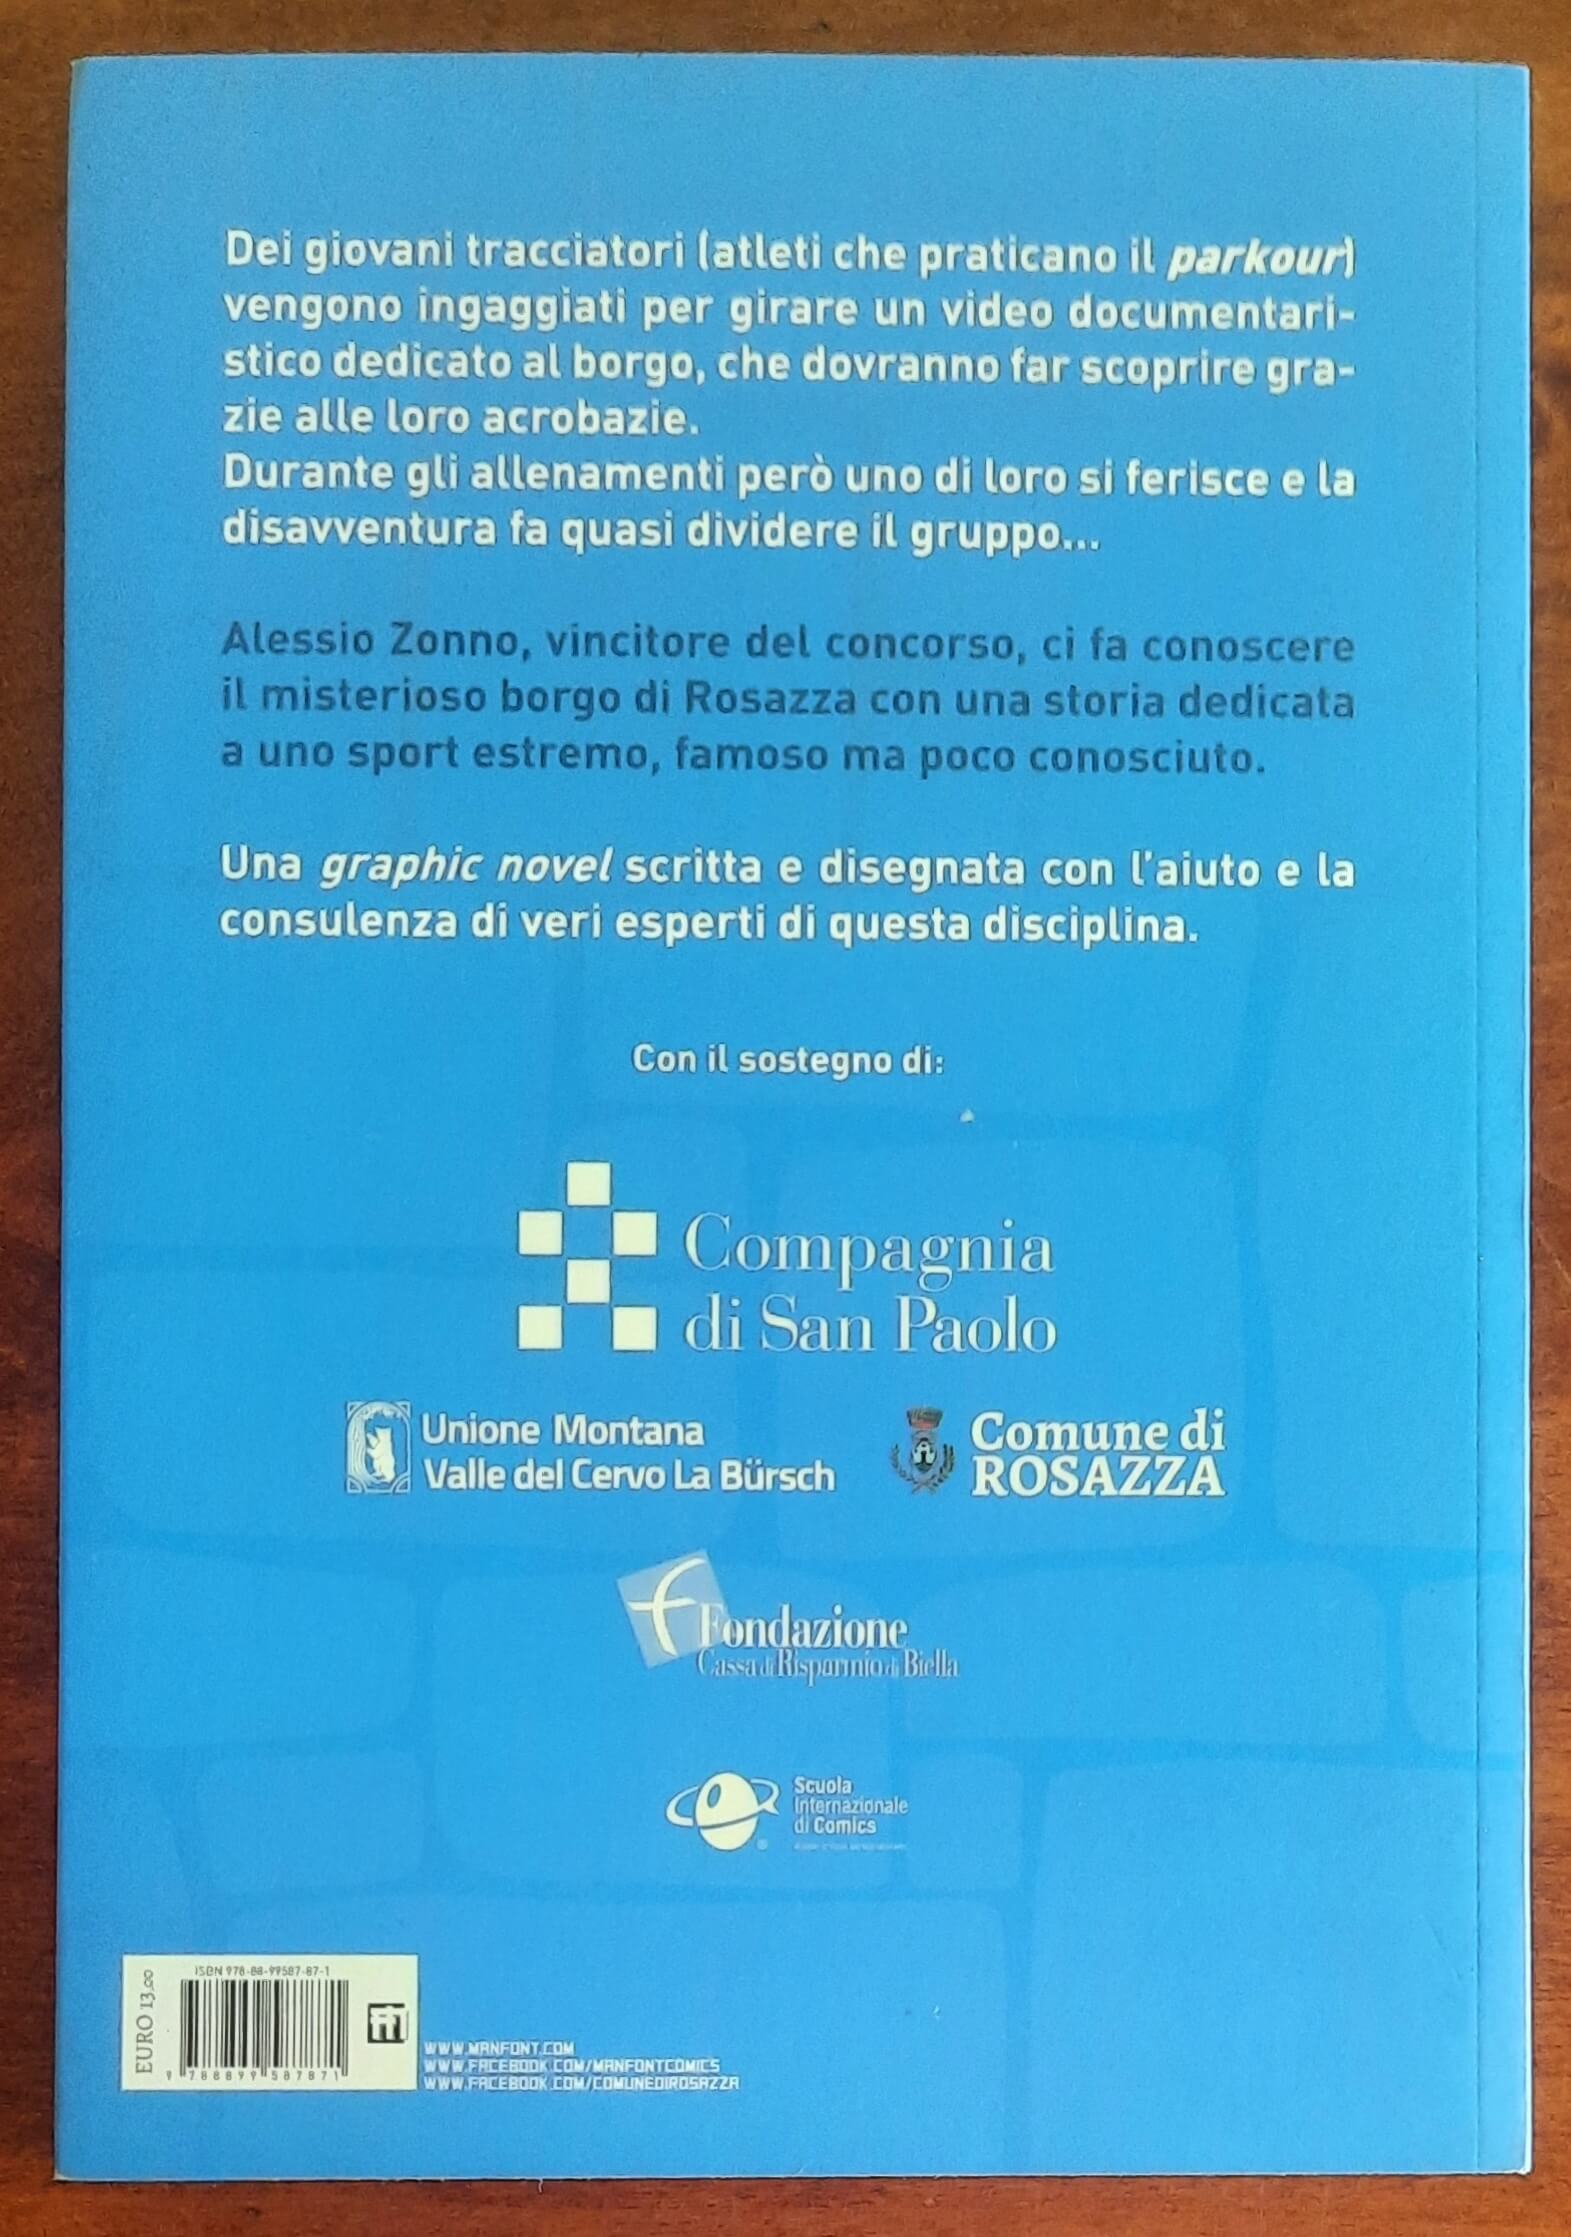 Dei giovani tracciatori (atleti che praticano il parkour)
vengono ingaggiati per girare un video documentari-
stico dedicato al borgo, che dovranno far scoprire gra-
zie alle loro acrobazie.
Durante gli allenamenti però uno di loro si ferisce e la
disavventura fa quasi dividere il gruppo...
Alessio Zonno, vincitore del concorso, ci fa conoscere
il misterioso borgo di Rosazza con una storia dedicata
a uno sport estremo, famoso ma poco conosciuto.
Una graphic novel scritta e disegnata con l'aiuto e la
consulenza di veri esperti di questa disciplina.
Con il sostegno di:
Compagnia
di San Paolo
Unione Montana
Valle del Cervo La Bürsch
Comune di
ROSAZZA
Fondazione
Cassa di Risparmio di Biella
Scuola
Internazionale
di Comics
EURO 13,00
ISBN 978-88-99587-87-1
9 788899 587871
WWW.MANFONT.COM
WWW.FACEBOOK.COM/MANFONTCOMICS
WWW.FACEBOOK.COM/COMUNEDIROSAZZA